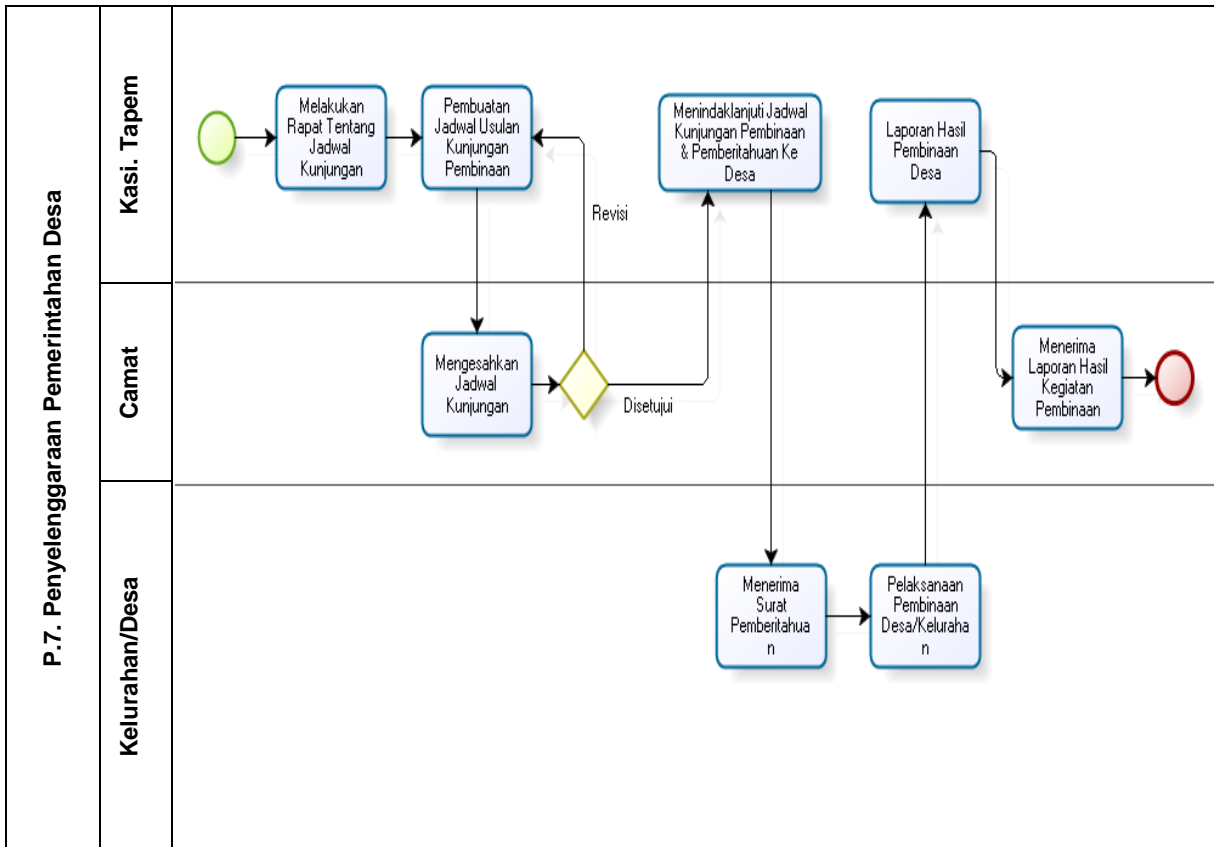 P.7. Penyelenggaraan Pemerintahan Desa
Kasi. Tapem
Melakukan
Rapat Tentang
Jadwal
Kunjungan
Pembuatan
Jadwal Usulan
Kunjungan
Pembinaan
Revisi
Menindaklanjuti Jadwal
Kunjungan Pembinaan
& Pemberitahuan Ke
Desa
Laporan Hasil
Pembinaan
Desa
Camat
Mengesahkan
Jadwal
Kunjungan
Disetujui
Menerima
Laporan Hasil
Kegiatan
Pembinaan
Kelurahan/Desa
Menerima
Surat
Pemberitahua
n
Pelaksanaan
Pembinaan
Desa/Keluraha
n